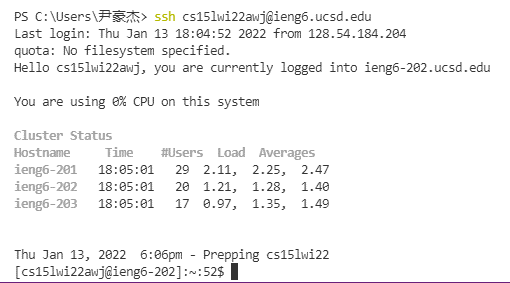 PS C:\Users\尹豪杰> ssh cs15lwi22awj@ieng6.ucsd.edu
Last login: Thu Jan 13 18:04:52 2022 from 128.54.184.204
quota: No filesystem specified.
Hello cs15lwi22awj, you are currently logged into ieng6-202.ucsd.edu
You are using 0% CPU on this system
Cluster Status
Hostname Time #Users Load Averages
ieng6-201 18:05:01 29 2.11, 2.25, 2.47
ieng6-202 18:05:01 20 1.21, 1.28, 1.40
ieng6-203 18:05:01 17 0.97, 1.35, 1.49
Thu Jan 13, 2022 6:06pm - Prepping cs15lwi22
[cs15lwi22awj@ieng6-202]:~:52$